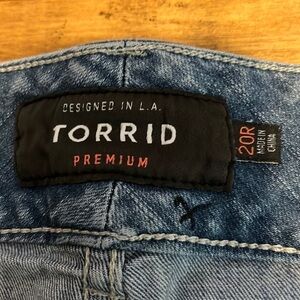 DESIGNED IN L.A.
TORRID
PREMIUM
20R
MADE IN
CHINA